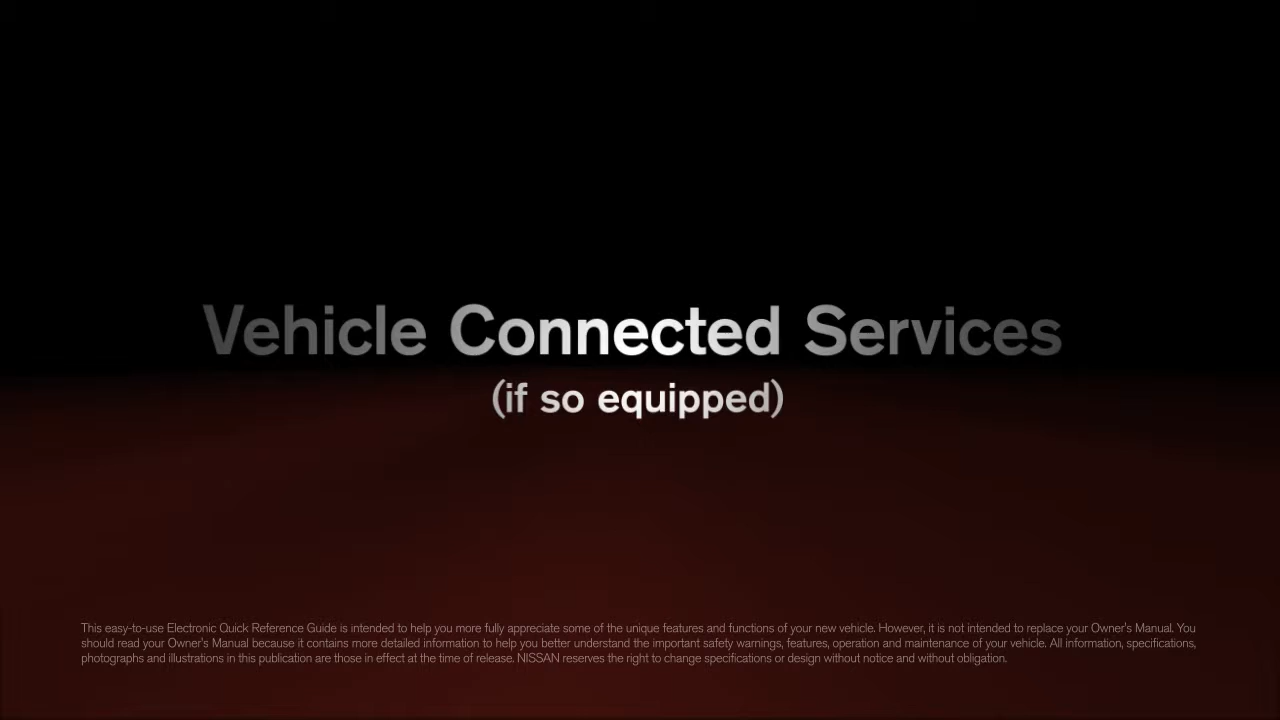 Vehicle Connected Services
(if so equipped)
This easy-to-use Electronic Quick Reference Guide is intended to help you more fully appreciate some of the unique features and functions of your new vehicle. However, it is not intended to replace your Owner's Manual. You
should read your Owner's Manual because it contains more detailed information to help you better understand the important safety warnings, features, operation and maintenance of your vehicle. All information, specifications,
photographs and illustrations in this publication are those in effect at the time of release. NISSAN reserves the right to change specifications or design without notice and without obligation.